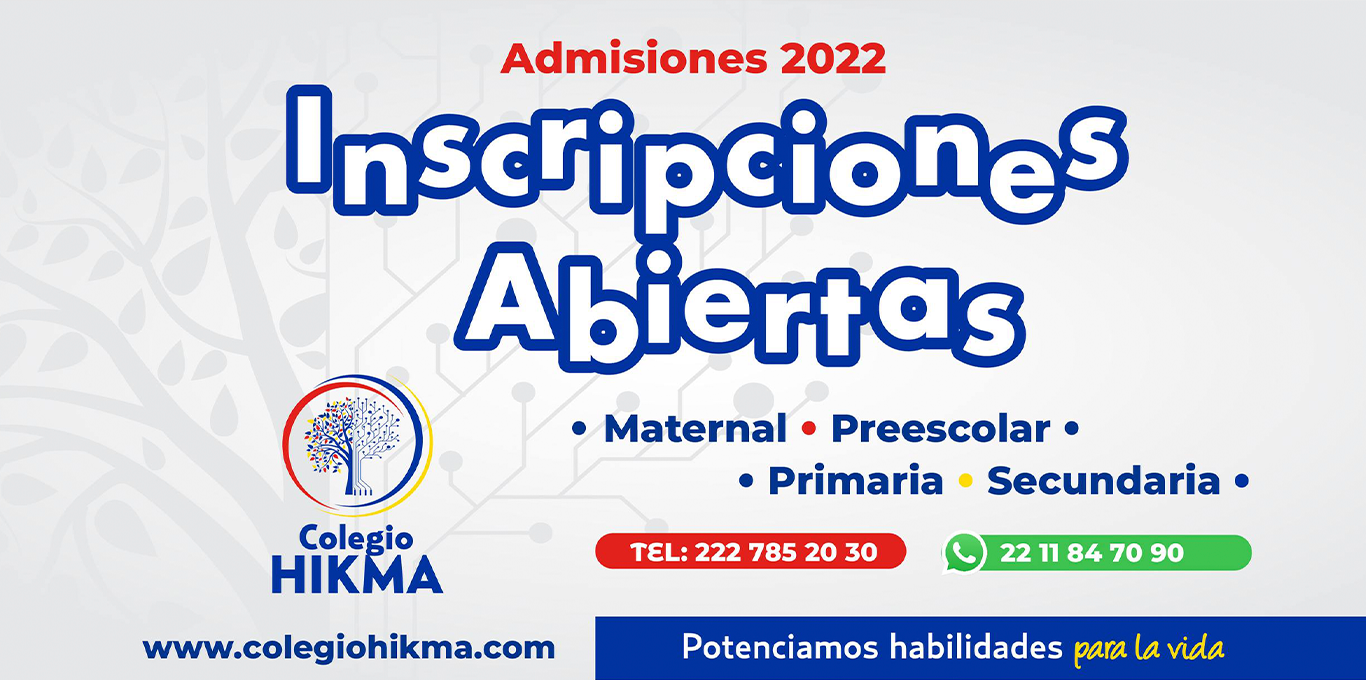 Admisiones 2022
Inscripciones
Abiertas
• Maternal • Preescolar •
• Primaria • Secundaria •
Colegio
HIKMA
TEL: 222 785 20 30
22 11 84 70 90
www.colegiohikma.com
Potenciamos habilidades para la vida